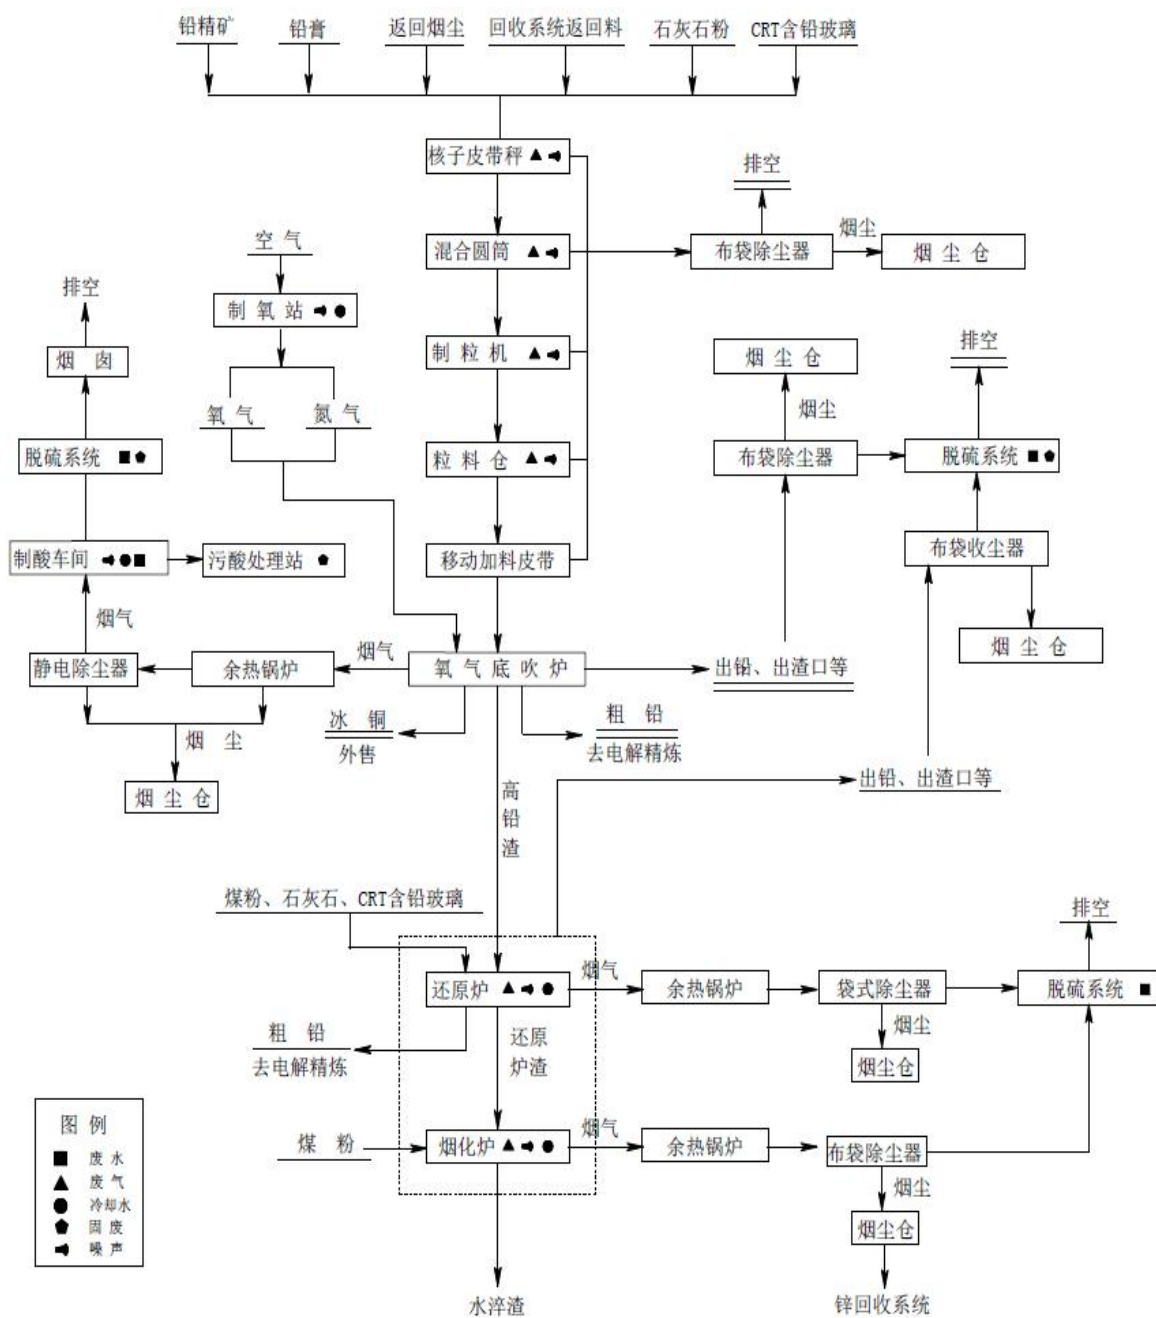 铅精矿
铅膏
返回烟尘
回收系统返回料
石灰石粉
CRT含铅玻璃
核子皮带秤
排空
混合圆筒
布袋除尘器
烟尘
烟尘仓
空气
制氧站
排空
烟囱
制粒机
烟尘仓
排空
烟尘
氧气
氮气
脱硫系统
粒料仓
布袋除尘器
脱硫系统
制酸车间
污酸处理站
移动加料皮带
布袋收尘器
烟气
烟尘仓
静电除尘器
余热锅炉
烟气
氧气底吹炉
出铅、出渣口等
冰铜
外售
粗铅
去电解精炼
烟尘
烟尘仓
出铅、出渣口等
高铅渣
煤粉、石灰石、CRT含铅玻璃
排空
还原炉
烟气
余热锅炉
袋式除尘器
脱硫系统
粗铅
去电解精炼
还原
炉渣
烟尘
烟尘仓
煤粉
烟化炉
烟气
余热锅炉
布袋除尘器
烟尘
烟尘仓
水淬渣
锌回收系统
图例
废水
废气
冷却水
固废
噪声